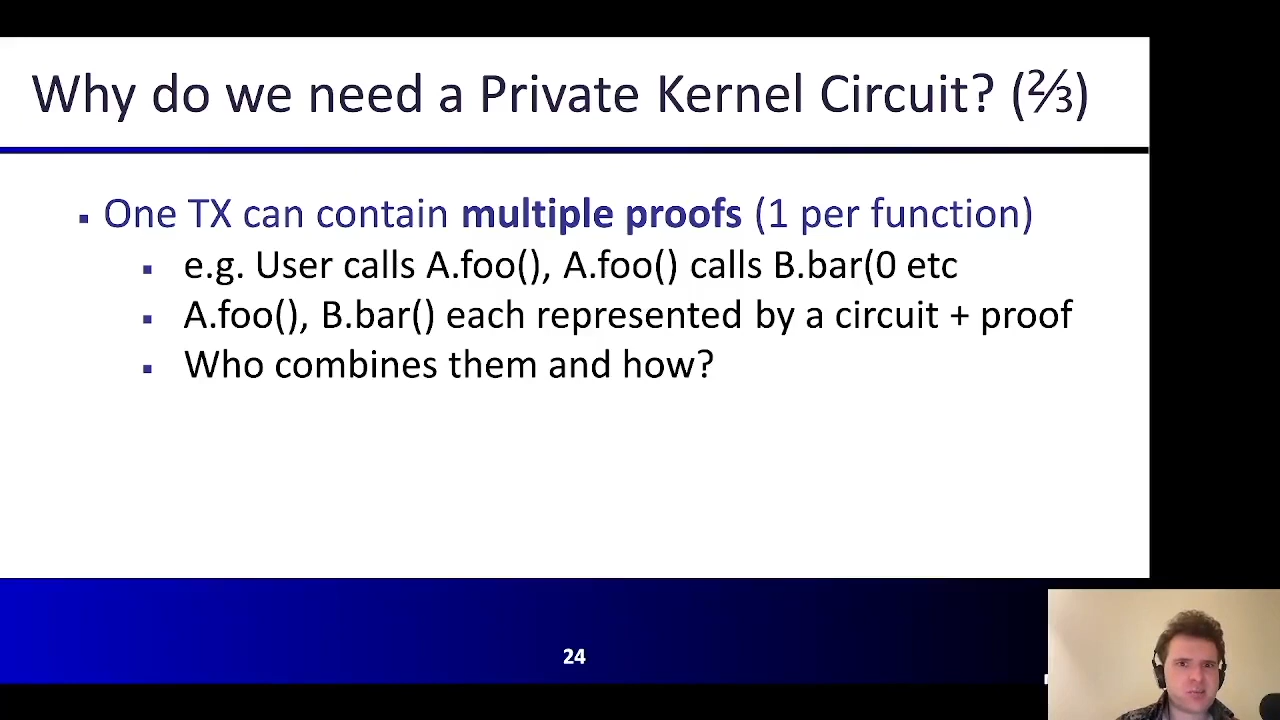 Why do we need a Private Kernel Circuit? (⅔)
▪ One TX can contain multiple proofs (1 per function)
▪ e.g. User calls A.foo(), A.foo() calls B.bar(0 etc
▪ A.foo(), B.bar() each represented by a circuit + proof
▪ Who combines them and how?
24